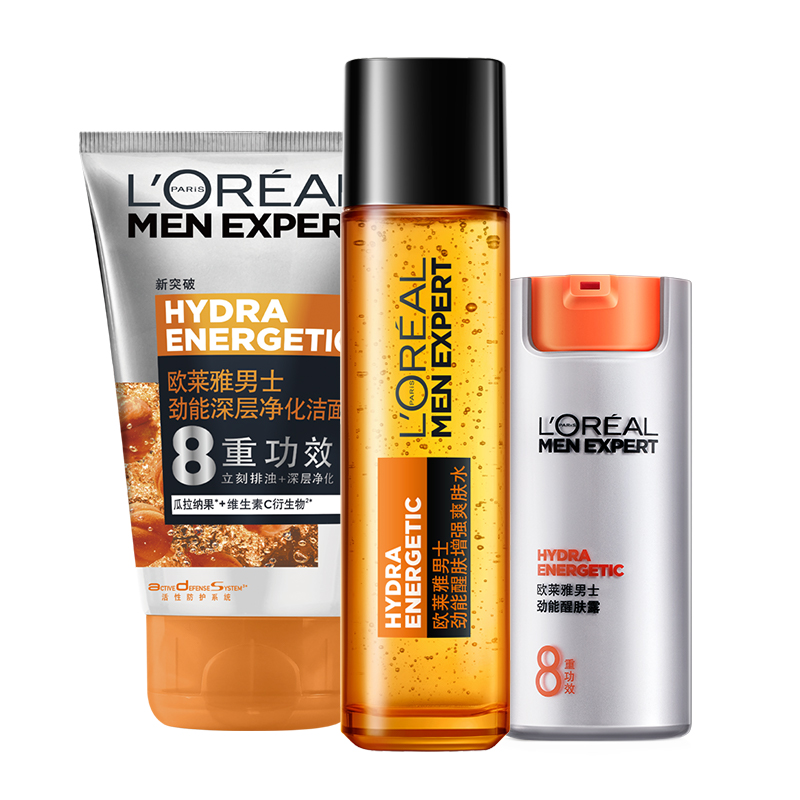 L'ORÉAL
PARIS
MEN EXPER
新突破
HYDRA
ENERGETIC
欧莱雅男士
劲能深层净化洁面
8重功效
立刻排浊+深层净化
瓜拉纳果*+维生素C衍生物2*
ACTIVE DEFENSE SYSTEM
活性防护系统
L'ORÉAL
PARIS
MEN EXPERT
HYDRA
ENERGETIC
欧莱雅男士
劲能醒肤增强爽肤水
L'ORÉAL
PARIS
MEN EXPERT
HYDRA
ENERGETIC
欧莱雅男士
劲能醒肤露
8重功效